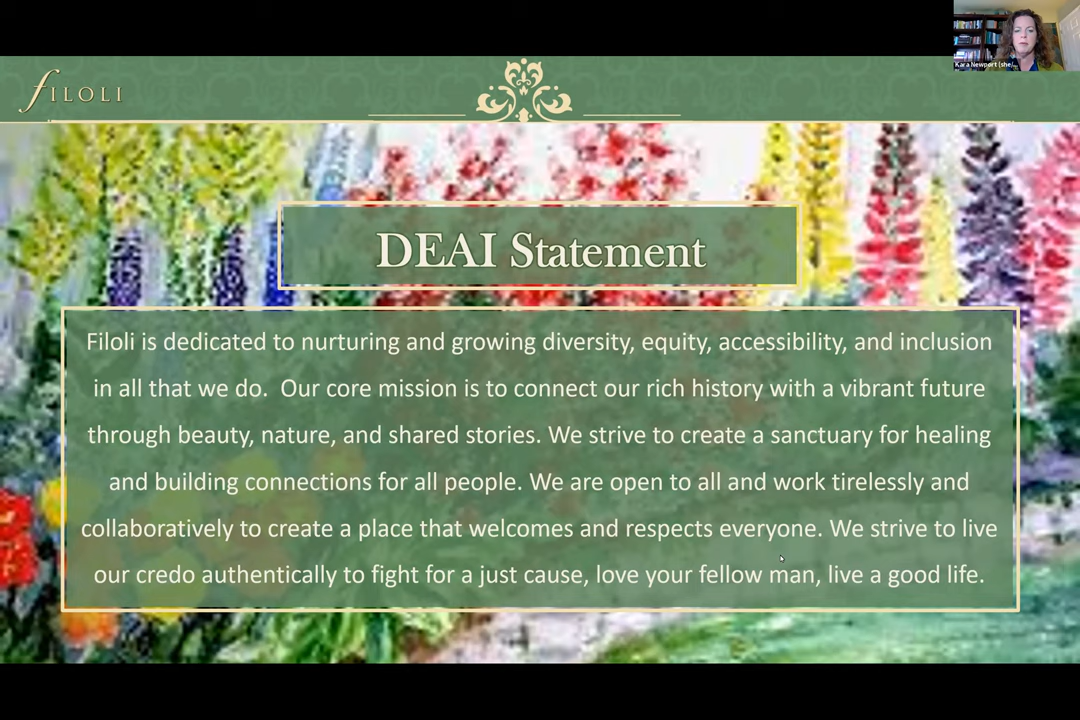 Kara Newport (she/...
fILOLI
DEAI Statement
Filoli is dedicated to nurturing and growing diversity, equity, accessibility, and inclusion
in all that we do.  Our core mission is to connect our rich history with a vibrant future
through beauty, nature, and shared stories. We strive to create a sanctuary for healing
and building connections for all people. We are open to all and work tirelessly and
collaboratively to create a place that welcomes and respects everyone. We strive to live
our credo authentically to fight for a just cause, love your fellow man, live a good life.